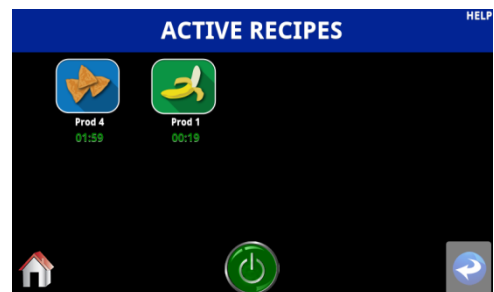 ACTIVE RECIPES
HELP
Prod 4
Prod 1
01:59
00:19